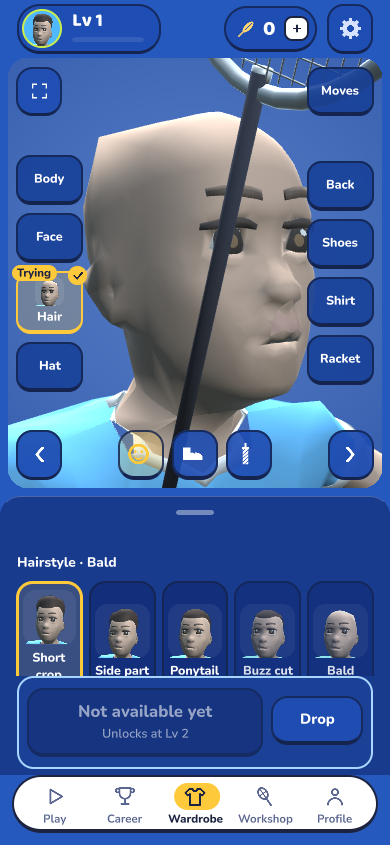 Lv 1
0
+
Moves
Body
Back
Face
Shoes
Trying
Hair
Shirt
Hat
Racket
Hairstyle · Bald
Short
crop
Side part
Ponytail
Buzz cut
Bald
Not available yet
Unlocks at Lv 2
Drop
Play
Career
Wardrobe
Workshop
Profile